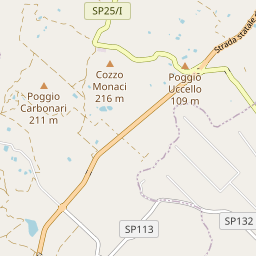 SP25/I
Strada statale
Cozzo
Monaci
216 m
Poggio
Uccello
109 m
Poggio
Carbonari
211 m
SP113
SP132